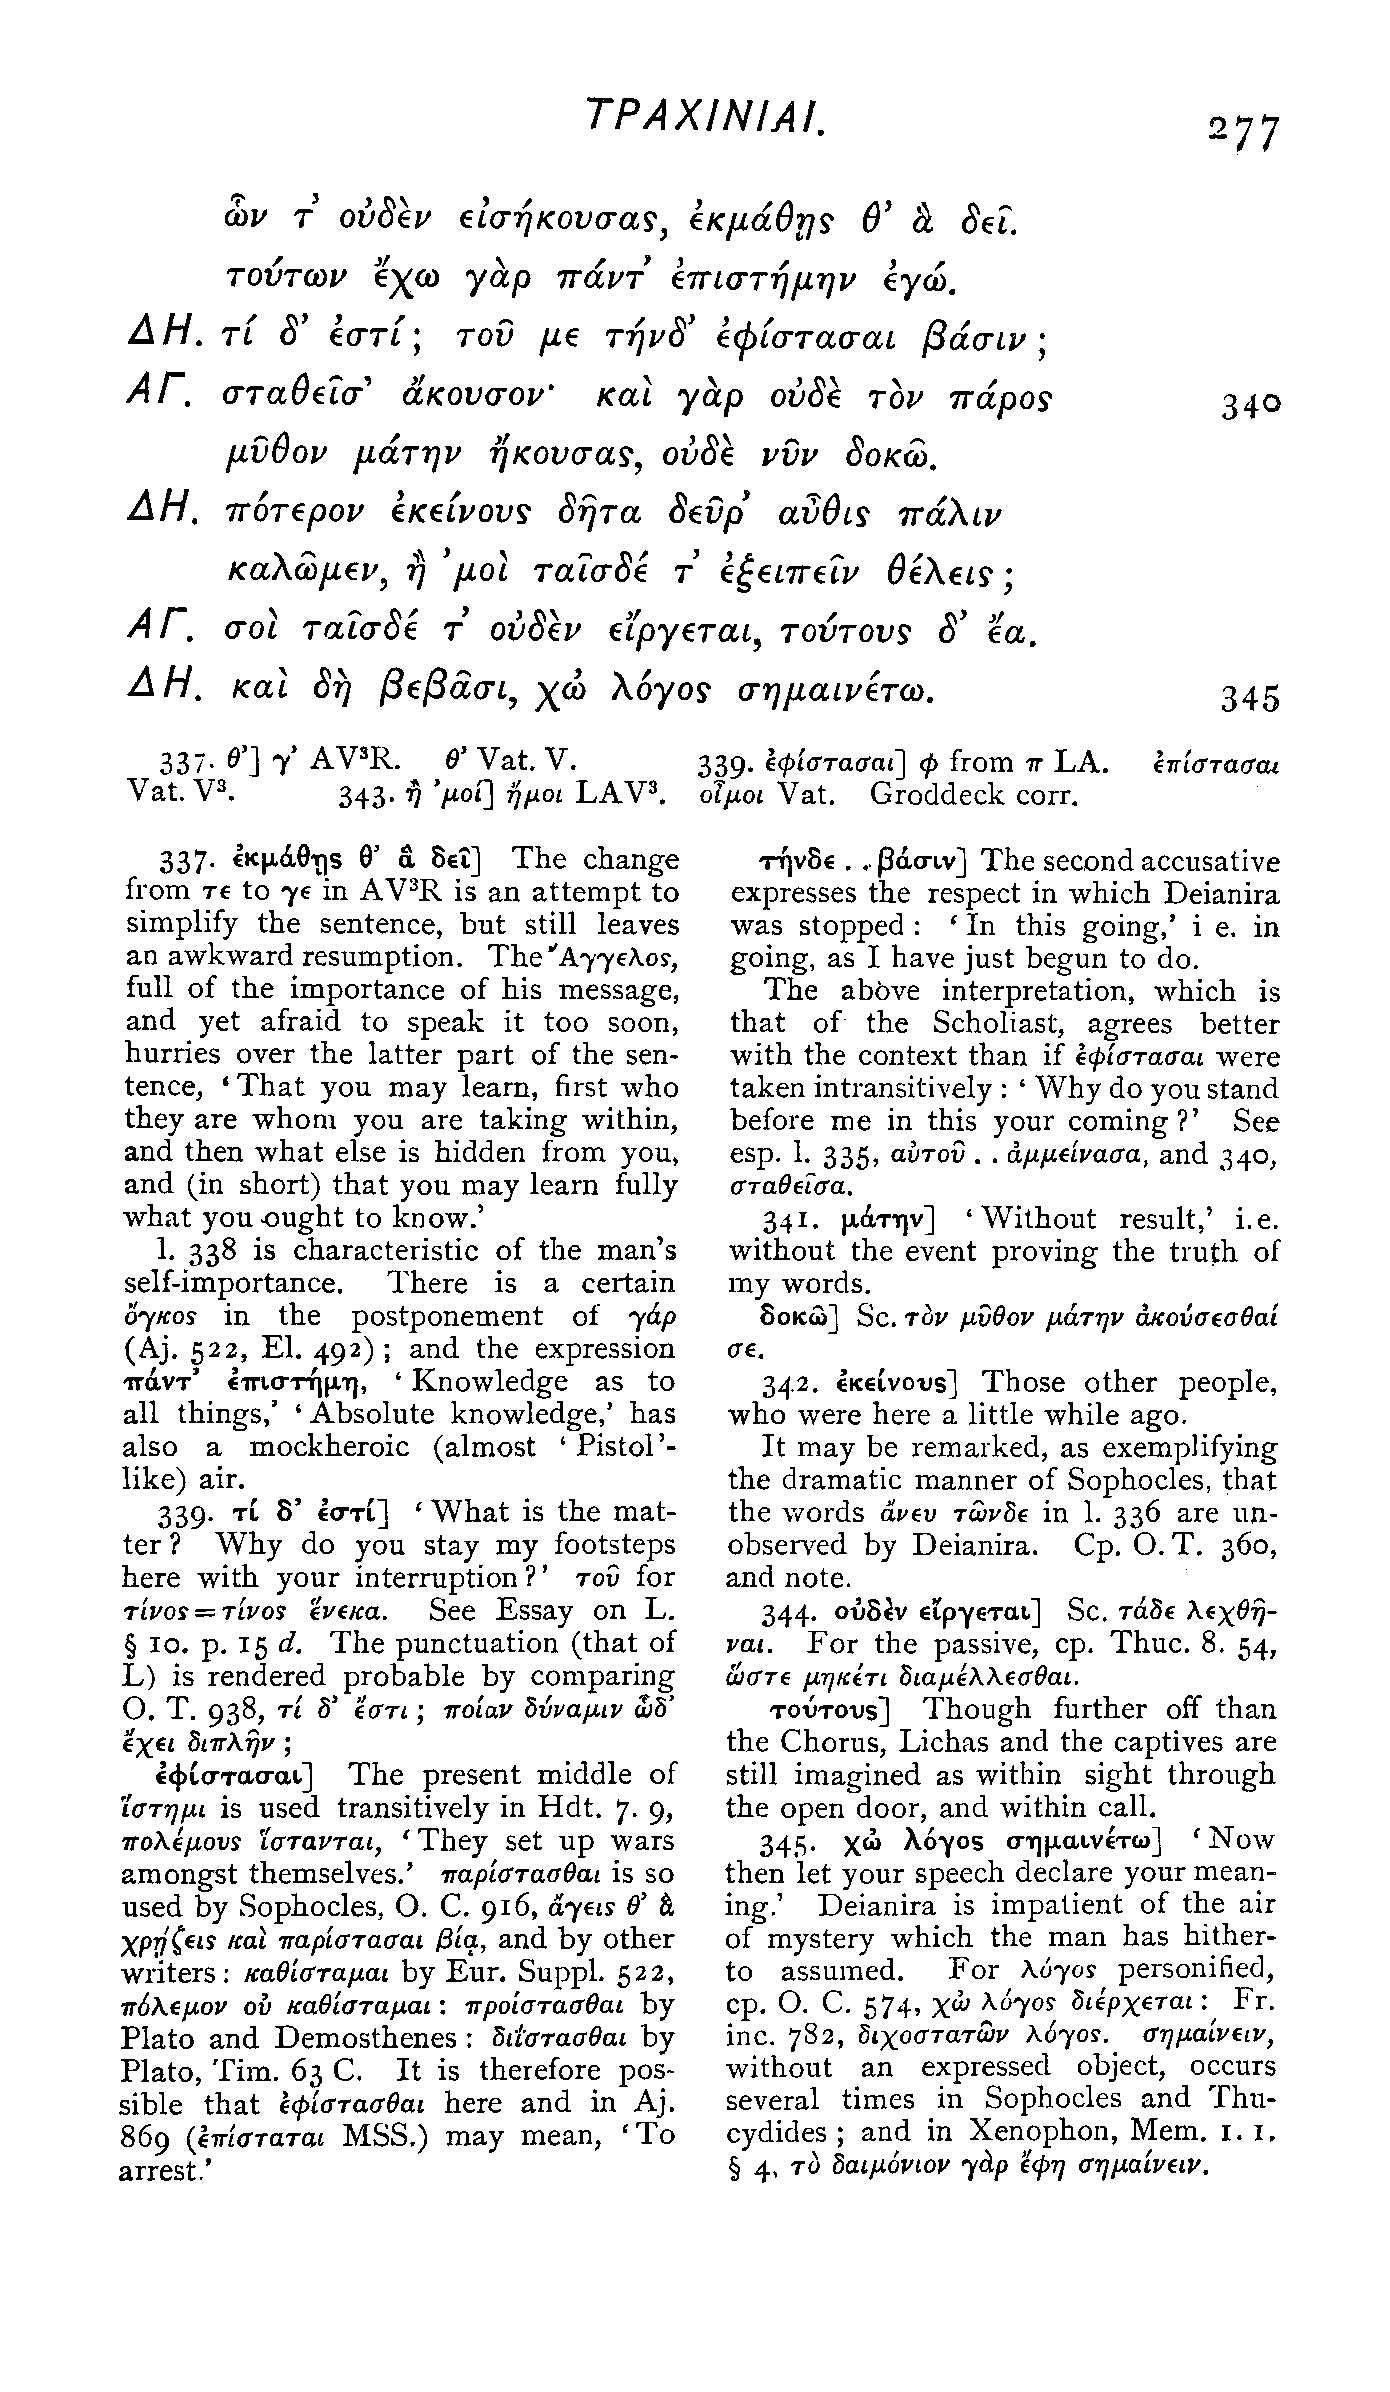 ΤΡΑΧΙΝΙΑΙ.
277
ὧν τ’ οὐδὲν εἰσήκουσας, ἐκμάθῃς θ’ ἃ δεῖ.
τούτων ἔχω γὰρ πάντ’ ἐπιστήμην ἐγώ.
ΔΗ. τί δ’ ἐστί; τοῦ με τήνδ’ ἐφίστασαι βάσιν;
ΑΓ. σταθεῖσ’ ἄκουσον· καὶ γὰρ οὐδὲ τὸν πάρος 340
μῦθον μάτην ἤκουσας, οὐδὲ νῦν δοκῶ.
ΔΗ. πότερον ἐκείνους δῆτα δεῦρ’ αὖθις πάλιν
καλῶμεν, ἢ ’μοὶ ταῖσδέ τ’ ἐξειπεῖν θέλεις;
ΑΓ. σοὶ ταῖσδέ τ’ οὐδὲν εἴργεται, τούτους δ’ ἔα.
ΔΗ. καὶ δὴ βεβᾶσι, χὠ λόγος σημαινέτω. 345
337. θ’] γ’ AV³R. θ’ Vat. V. 339. ἐφίστασαι] φ from π LA. ἐπίστασαι
Vat. V³. 343. ἢ ’μοί] ἤμοι LAV³. οἶμοι Vat. Groddeck corr.
337. ἐκμάθῃς θ’ ἃ δεῖ] The change
from τε to γε in AV³R is an attempt to
simplify the sentence, but still leaves
an awkward resumption. The Ἄγγελος,
full of the importance of his message,
and yet afraid to speak it too soon,
hurries over the latter part of the sen-
tence, ‘That you may learn, first who
they are whom you are taking within,
and then what else is hidden from you,
and (in short) that you may learn fully
what you ought to know.’
l. 338 is characteristic of the man’s
self-importance. There is a certain
ὄγκος in the postponement of γάρ
(Aj. 522, El. 492); and the expression
πάντ’ ἐπιστήμη, ‘Knowledge as to
all things,’ ‘Absolute knowledge,’ has
also a mockheroic (almost ‘Pistol’-
like) air.
339. τί δ’ ἐστί] ‘What is the mat-
ter? Why do you stay my footsteps
here with your interruption?’ τοῦ for
τίνος = τίνος ἕνεκα. See Essay on L.
§ 10. p. 15 d. The punctuation (that of
L) is rendered probable by comparing
O. T. 938, τί δ’ ἔστι; ποίαν δύναμιν ὧδ’
ἔχει διπλῆν;
ἐφίστασαι] The present middle of
ἵστημι is used transitively in Hdt. 7. 9,
πολέμους ἵστανται, ‘They set up wars
amongst themselves.’ παρίστασθαι is so
used by Sophocles, O. C. 916, ἄγεις θ’ ἃ
χρῄζεις καὶ παρίστασαι βίᾳ, and by other
writers: καθίσταμαι by Eur. Suppl. 522,
πόλεμον οὐ καθίσταμαι: προίστασθαι by
Plato and Demosthenes: διΐστασθαι by
Plato, Tim. 63 C. It is therefore pos-
sible that ἐφίστασθαι here and in Aj.
869 (ἐπίσταται MSS.) may mean, ‘To
arrest.’
τήνδε . . βάσιν] The second accusative
expresses the respect in which Deianira
was stopped: ‘In this going,’ i e. in
going, as I have just begun to do.
The above interpretation, which is
that of the Scholiast, agrees better
with the context than if ἐφίστασαι were
taken intransitively: ‘Why do you stand
before me in this your coming?’ See
esp. l. 335, αὐτοῦ . . ἀμμείνασα, and 340,
σταθεῖσα.
341. μάτην] ‘Without result,’ i.e.
without the event proving the truth of
my words.
δοκῶ] Sc. τὸν μῦθον μάτην ἀκούσεσθαί
σε.
342. ἐκείνους] Those other people,
who were here a little while ago.
It may be remarked, as exemplifying
the dramatic manner of Sophocles, that
the words ἄνευ τῶνδε in l. 336 are un-
observed by Deianira. Cp. O. T. 360,
and note.
344. οὐδὲν εἴργεται] Sc. τάδε λεχθῆ-
ναι. For the passive, cp. Thuc. 8. 54,
ὥστε μηκέτι διαμέλλεσθαι.
τούτους] Though further off than
the Chorus, Lichas and the captives are
still imagined as within sight through
the open door, and within call.
345. χὠ λόγος σημαινέτω] ‘Now
then let your speech declare your mean-
ing.’ Deianira is impatient of the air
of mystery which the man has hither-
to assumed. For λόγος personified,
cp. O. C. 574, χὠ λόγος διέρχεται: Fr.
inc. 782, διχοστατῶν λόγος. σημαίνειν,
without an expressed object, occurs
several times in Sophocles and Thu-
cydides; and in Xenophon, Mem. 1. 1.
§ 4, τὸ δαιμόνιον γὰρ ἔφη σημαίνειν.